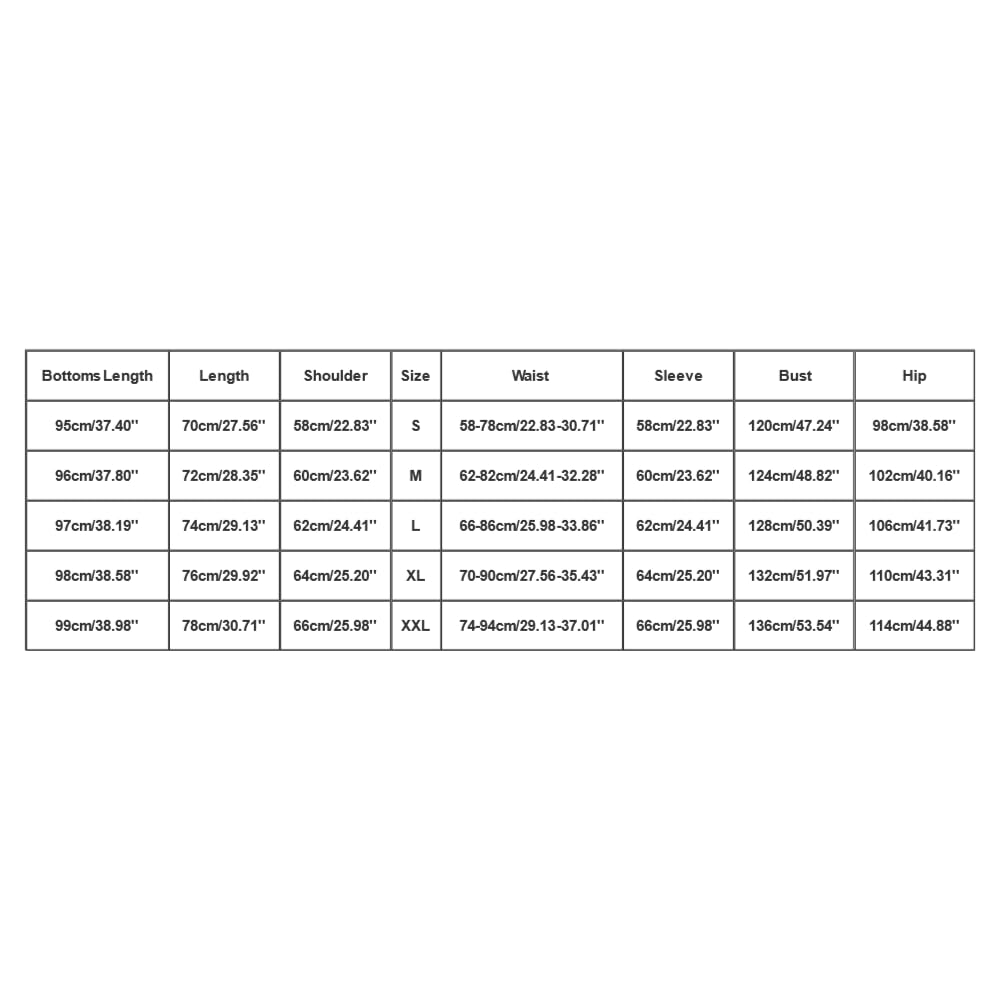 Bottoms Length Length Shoulder Size Waist Sleeve Bust Hip
95cm/37.40'' 70cm/27.56'' 58cm/22.83'' S 58-78cm/22.83-30.71'' 58cm/22.83'' 120cm/47.24'' 98cm/38.58''
96cm/37.80'' 72cm/28.35'' 60cm/23.62'' M 62-82cm/24.41-32.28'' 60cm/23.62'' 124cm/48.82'' 102cm/40.16''
97cm/38.19'' 74cm/29.13'' 62cm/24.41'' L 66-86cm/25.98-33.86'' 62cm/24.41'' 128cm/50.39'' 106cm/41.73''
98cm/38.58'' 76cm/29.92'' 64cm/25.20'' XL 70-90cm/27.56-35.43'' 64cm/25.20'' 132cm/51.97'' 110cm/43.31''
99cm/38.98'' 78cm/30.71'' 66cm/25.98'' XXL 74-94cm/29.13-37.01'' 66cm/25.98'' 136cm/53.54'' 114cm/44.88''